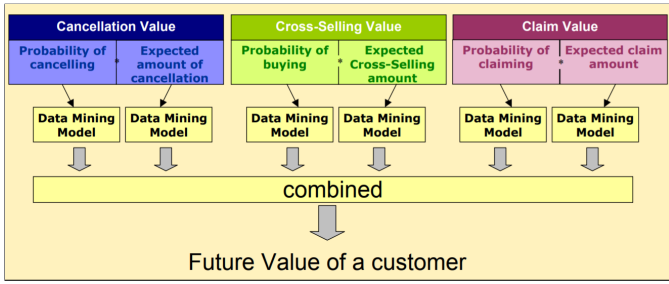 Cancellation Value
Cross-Selling Value
Claim Value
Probability of cancelling
*
Expected amount of cancellation
Probability of buying
*
Expected Cross-Selling amount
Probability of claiming
*
Expected claim amount
Data Mining Model
Data Mining Model
Data Mining Model
Data Mining Model
Data Mining Model
Data Mining Model
combined
Future Value of a customer